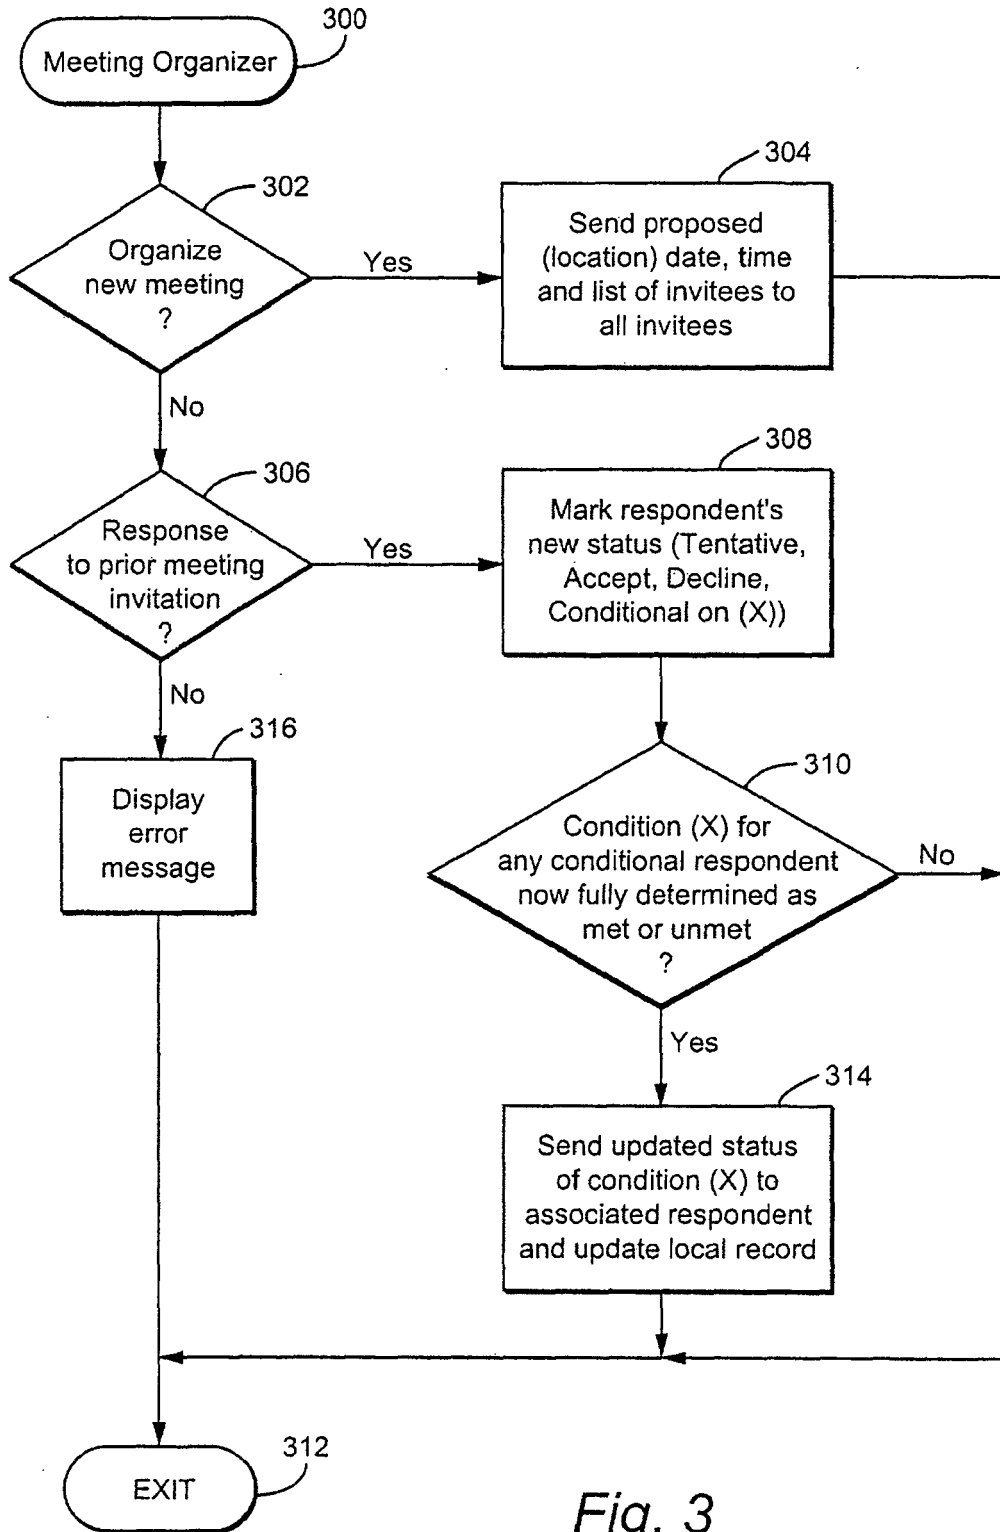 300
Meeting Organizer
302
Organize
new meeting
?
Yes
304
Send proposed
(location) date, time
and list of invitees to
all invitees
No
306
Response
to prior meeting
invitation
?
Yes
308
Mark respondent's
new status (Tentative,
Accept, Decline,
Conditional on (X))
No
316
Display
error
message
310
Condition (X) for
any conditional respondent
now fully determined as
met or unmet
?
No
Yes
314
Send updated status
of condition (X) to
associated respondent
and update local record
312
EXIT
Fig. 3